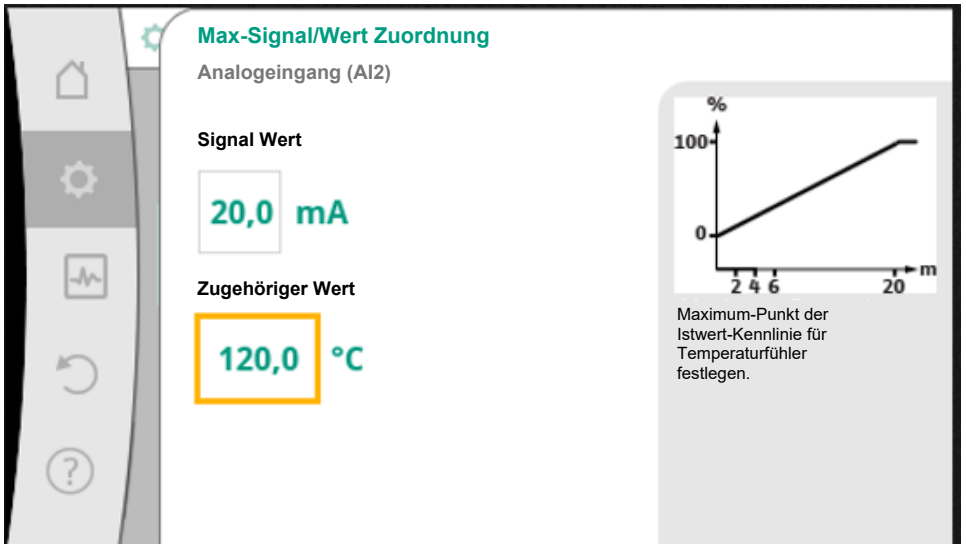 Max-Signal/Wert Zuordnung
Analogeingang (AI2)
Signal Wert
20,0 mA
Zugehöriger Wert
120,0 °C
%
100
0
2 4 6 20
m
Maximum-Punkt der
Istwert-Kennlinie für
Temperaturfühler
festlegen.
?